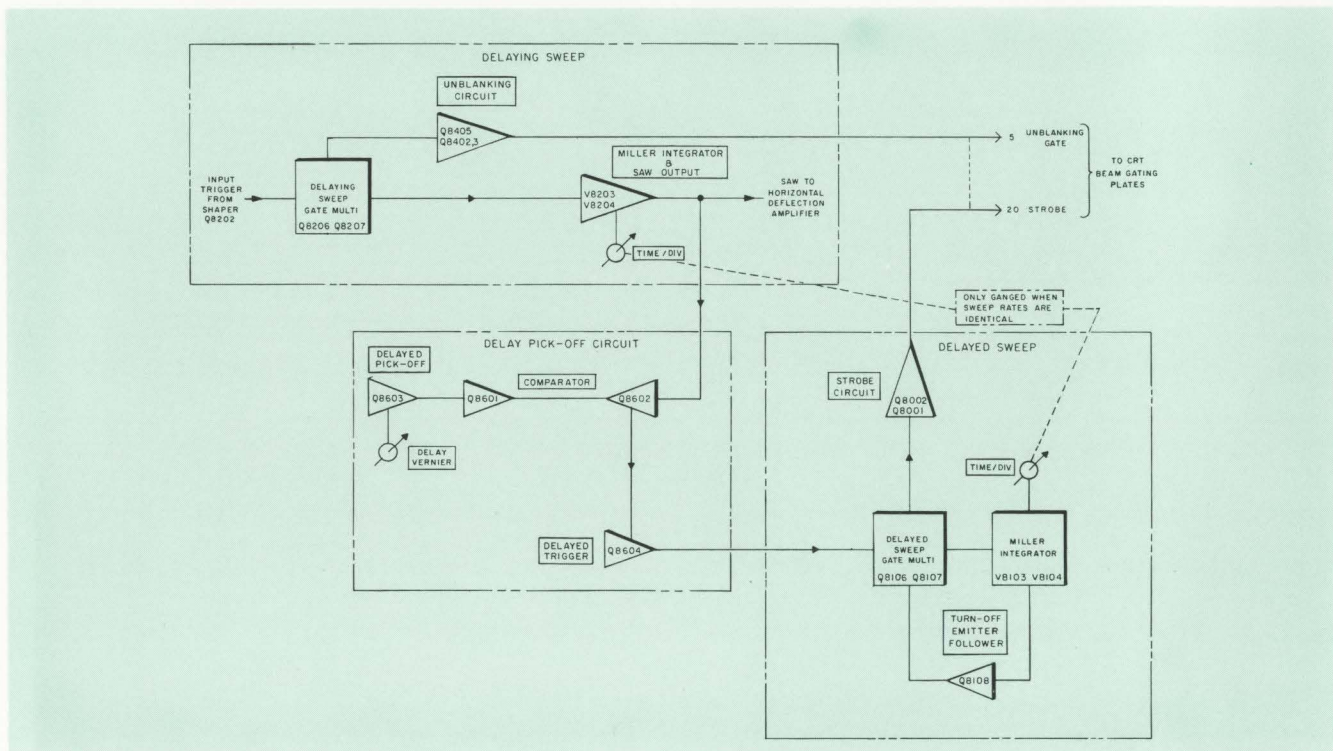 DELAYING SWEEP
UNBLANKING
CIRCUIT
Q8405
Q8402,3
INPUT
TRIGGER
FROM
SHAPER
Q8202
DELAYING
SWEEP
GATE MULTI
Q8206 Q8207
MILLER INTEGRATOR
&
SAW OUTPUT
V8203
V8204
TIME/DIV
SAW TO
HORIZONTAL
DEFLECTION
AMPLIFIER
5 UNBLANKING
GATE
20 STROBE
TO CRT
BEAM GATING
PLATES
ONLY GANGED WHEN
SWEEP RATES ARE
IDENTICAL
DELAY PICK-OFF CIRCUIT
DELAYED
PICK-OFF
Q8603
DELAY
VERNIER
Q8601
COMPARATOR
Q8602
DELAYED
TRIGGER
Q8604
DELAYED SWEEP
STROBE
CIRCUIT
Q8002
Q8001
TIME/DIV
DELAYED
SWEEP
GATE MULTI
Q8106 Q8107
MILLER
INTEGRATOR
V8103 V8104
TURN-OFF
EMITTER
FOLLOWER
Q8108